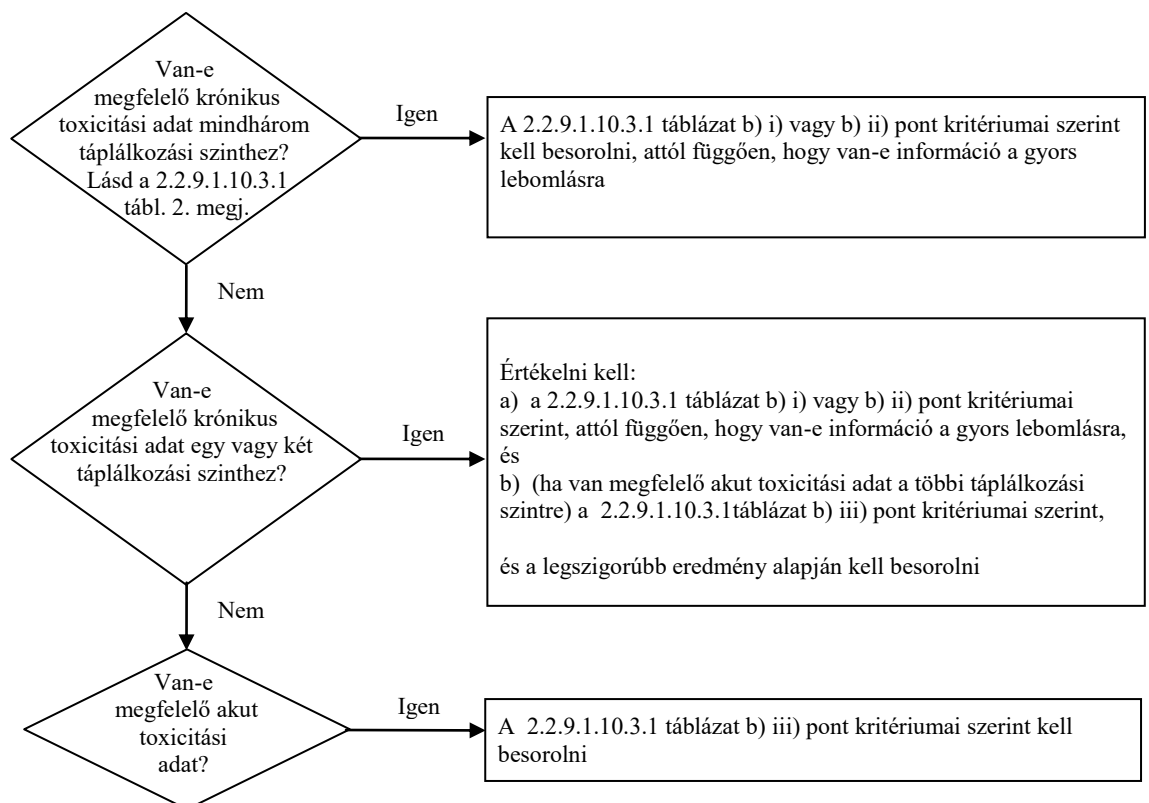 Van-e
megfelelő krónikus
toxicitási adat mindhárom
táplálkozási szinthez?
Lásd a 2.2.9.1.10.3.1
tábl. 2. megj.
Igen
A 2.2.9.1.10.3.1 táblázat b) i) vagy b) ii) pont kritériumai szerint
kell besorolni, attól függően, hogy van-e információ a gyors
lebomlásra
Nem
Van-e
megfelelő krónikus
toxicitási adat egy vagy két
táplálkozási szinthez?
Igen
Értékelni kell:
a) a 2.2.9.1.10.3.1 táblázat b) i) vagy b) ii) pont kritériumai
szerint, attól függően, hogy van-e információ a gyors lebomlásra,
és
b) (ha van megfelelő akut toxicitási adat a többi táplálkozási
szintre) a 2.2.9.1.10.3.1táblázat b) iii) pont kritériumai szerint,
és a legszigorúbb eredmény alapján kell besorolni
Nem
Van-e
megfelelő akut
toxicitási
adat?
Igen
A 2.2.9.1.10.3.1 táblázat b) iii) pont kritériumai szerint kell
besorolni